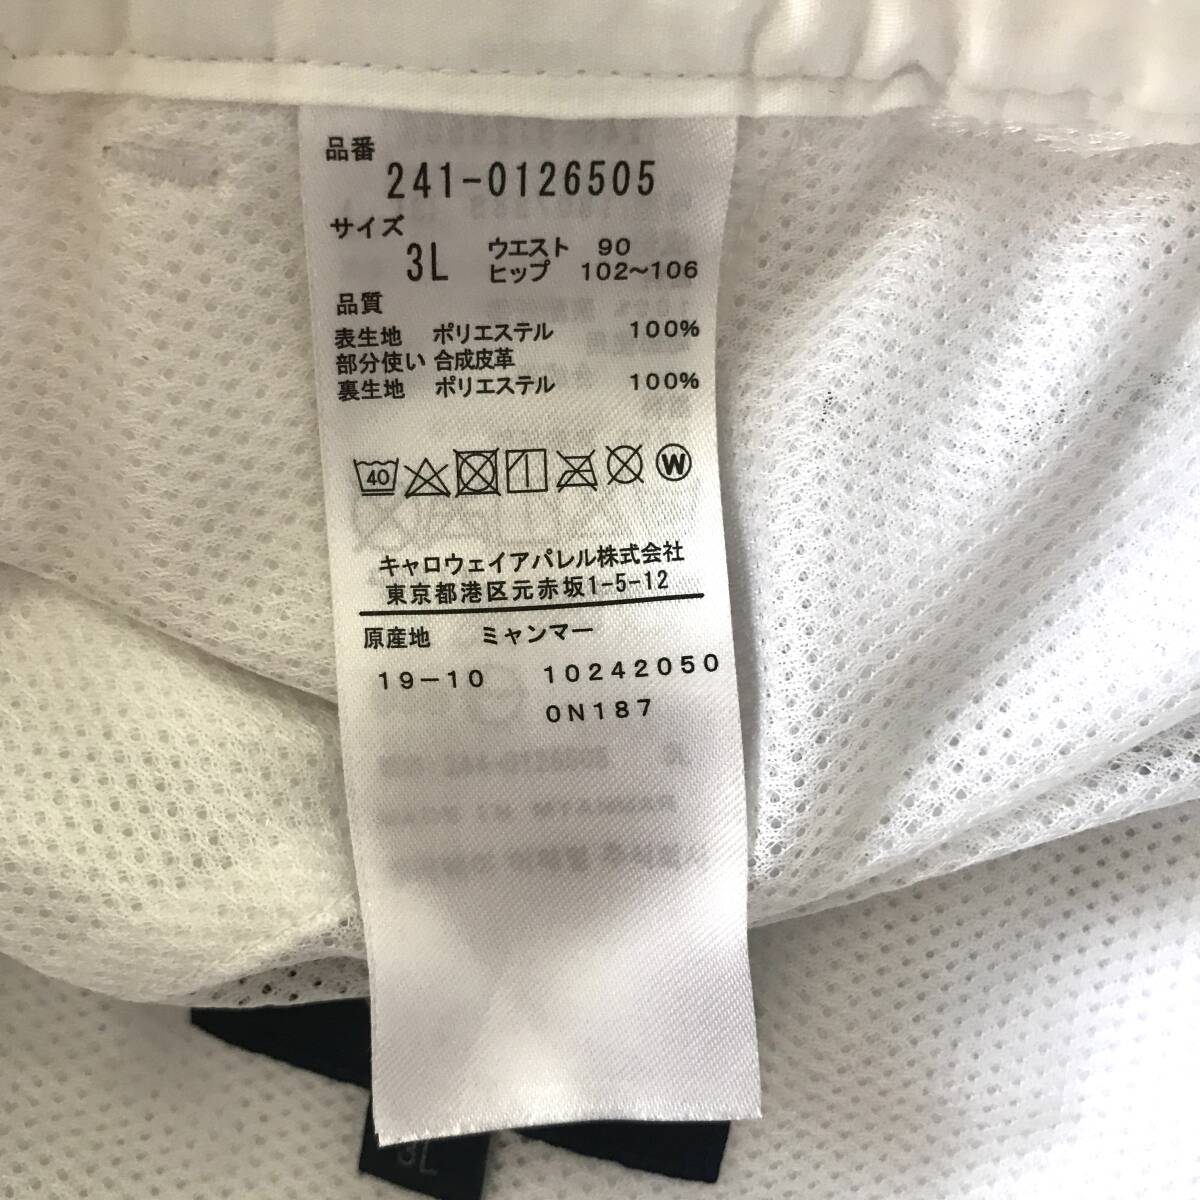 品番
241-0126505
サイズ
3L ウエスト 90
ヒップ 102〜106
品質
表生地 ポリエステル 100%
部分使い 合成皮革
裏生地 ポリエステル 100%
40
W
キャロウェイアパレル株式会社
東京都港区元赤坂1-5-12
原産地 ミャンマー
19-10 10242050
0N187
3L